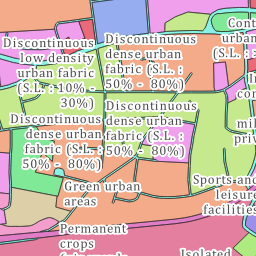 Discontinuous
low density
urban fabric
(S.L. : 10% -
30%)
Discontinuous
dense urban
fabric (S.L. :
50% - 80%)
Discontinuous
dense urban
fabric (S.L. :
50% - 80%)
Discontinuous
dense urban
fabric (S.L. :
50% - 80%)
Green urban
areas
Sports and
leisure
facilities
Permanent
crops
Isolated
urban
(S.L. :